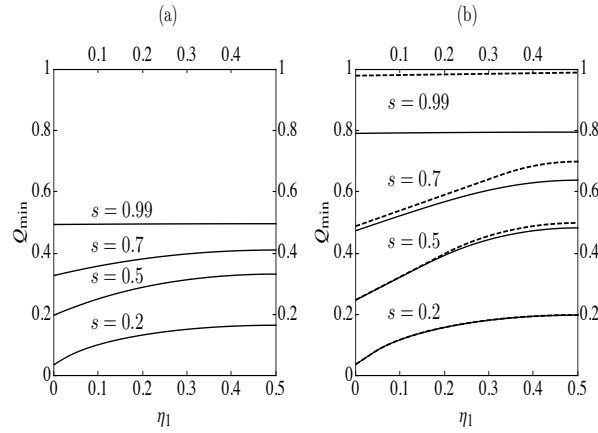 (a) (b)
0.1 0.2 0.3 0.4 0.1 0.2 0.3 0.4
1 1 1 1
s = 0.99
0.8 0.8 0.8 0.8
s = 0.7
0.6 0.6 0.6 0.6
s = 0.99
s = 0.5
Qmin Qmin
0.4 0.4 0.4 0.4
s = 0.7
s = 0.5
0.2 0.2 0.2 0.2
s = 0.2 s = 0.2
0 0
0 0.1 0.2 0.3 0.4 0.5 0 0.1 0.2 0.3 0.4 0.5
η1 η1